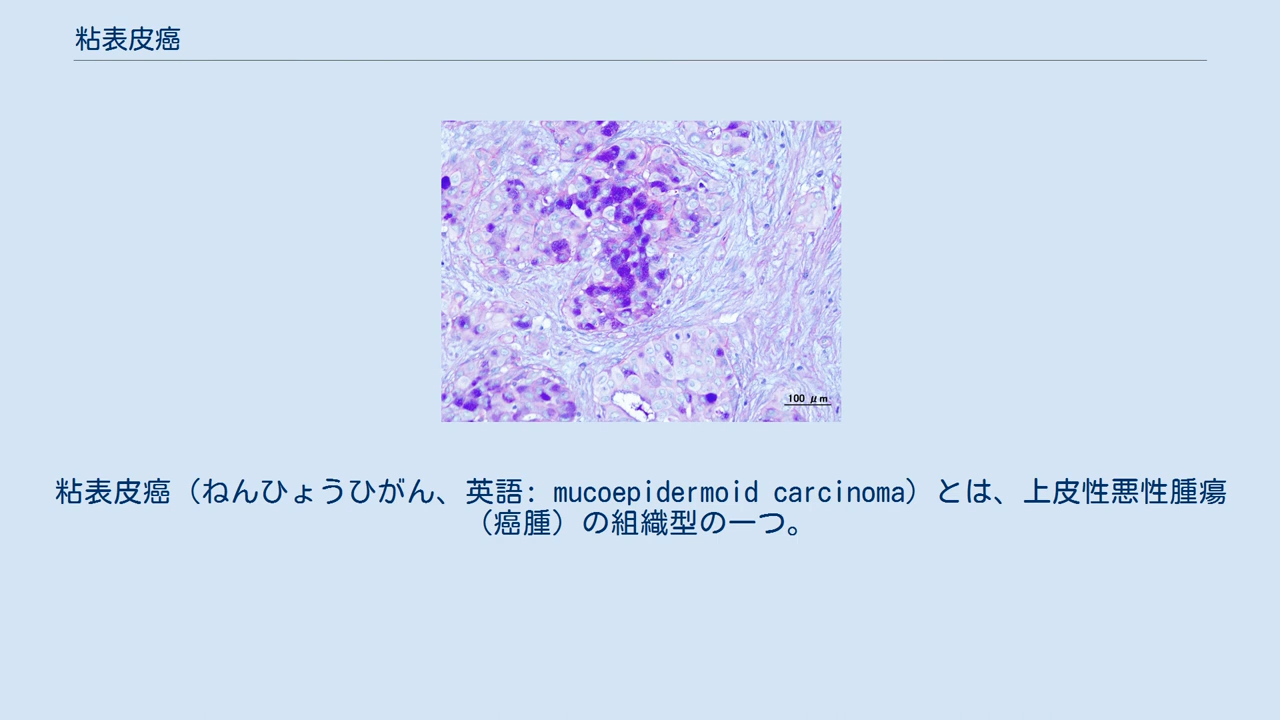 粘表皮癌
100 μm
粘表皮癌（ねんひょうひがん、英語: mucoepidermoid carcinoma）とは、上皮性悪性腫瘍
（癌腫）の組織型の一つ。